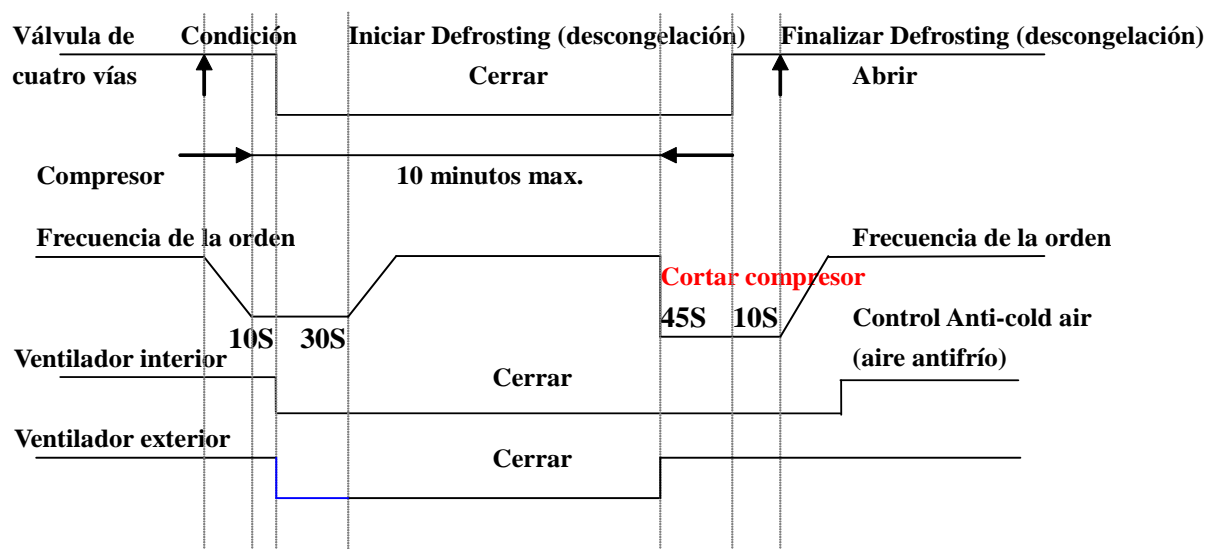 Válvula de
cuatro vías
Condición
Iniciar Defrosting (descongelación)
Finalizar Defrosting (descongelación)
Cerrar
Abrir
Compresor
10 minutos max.
Frecuencia de la orden
Frecuencia de la orden
Cortar compresor
10S
30S
45S
10S
Control Anti-cold air
(aire antifrío)
Ventilador interior
Cerrar
Ventilador exterior
Cerrar